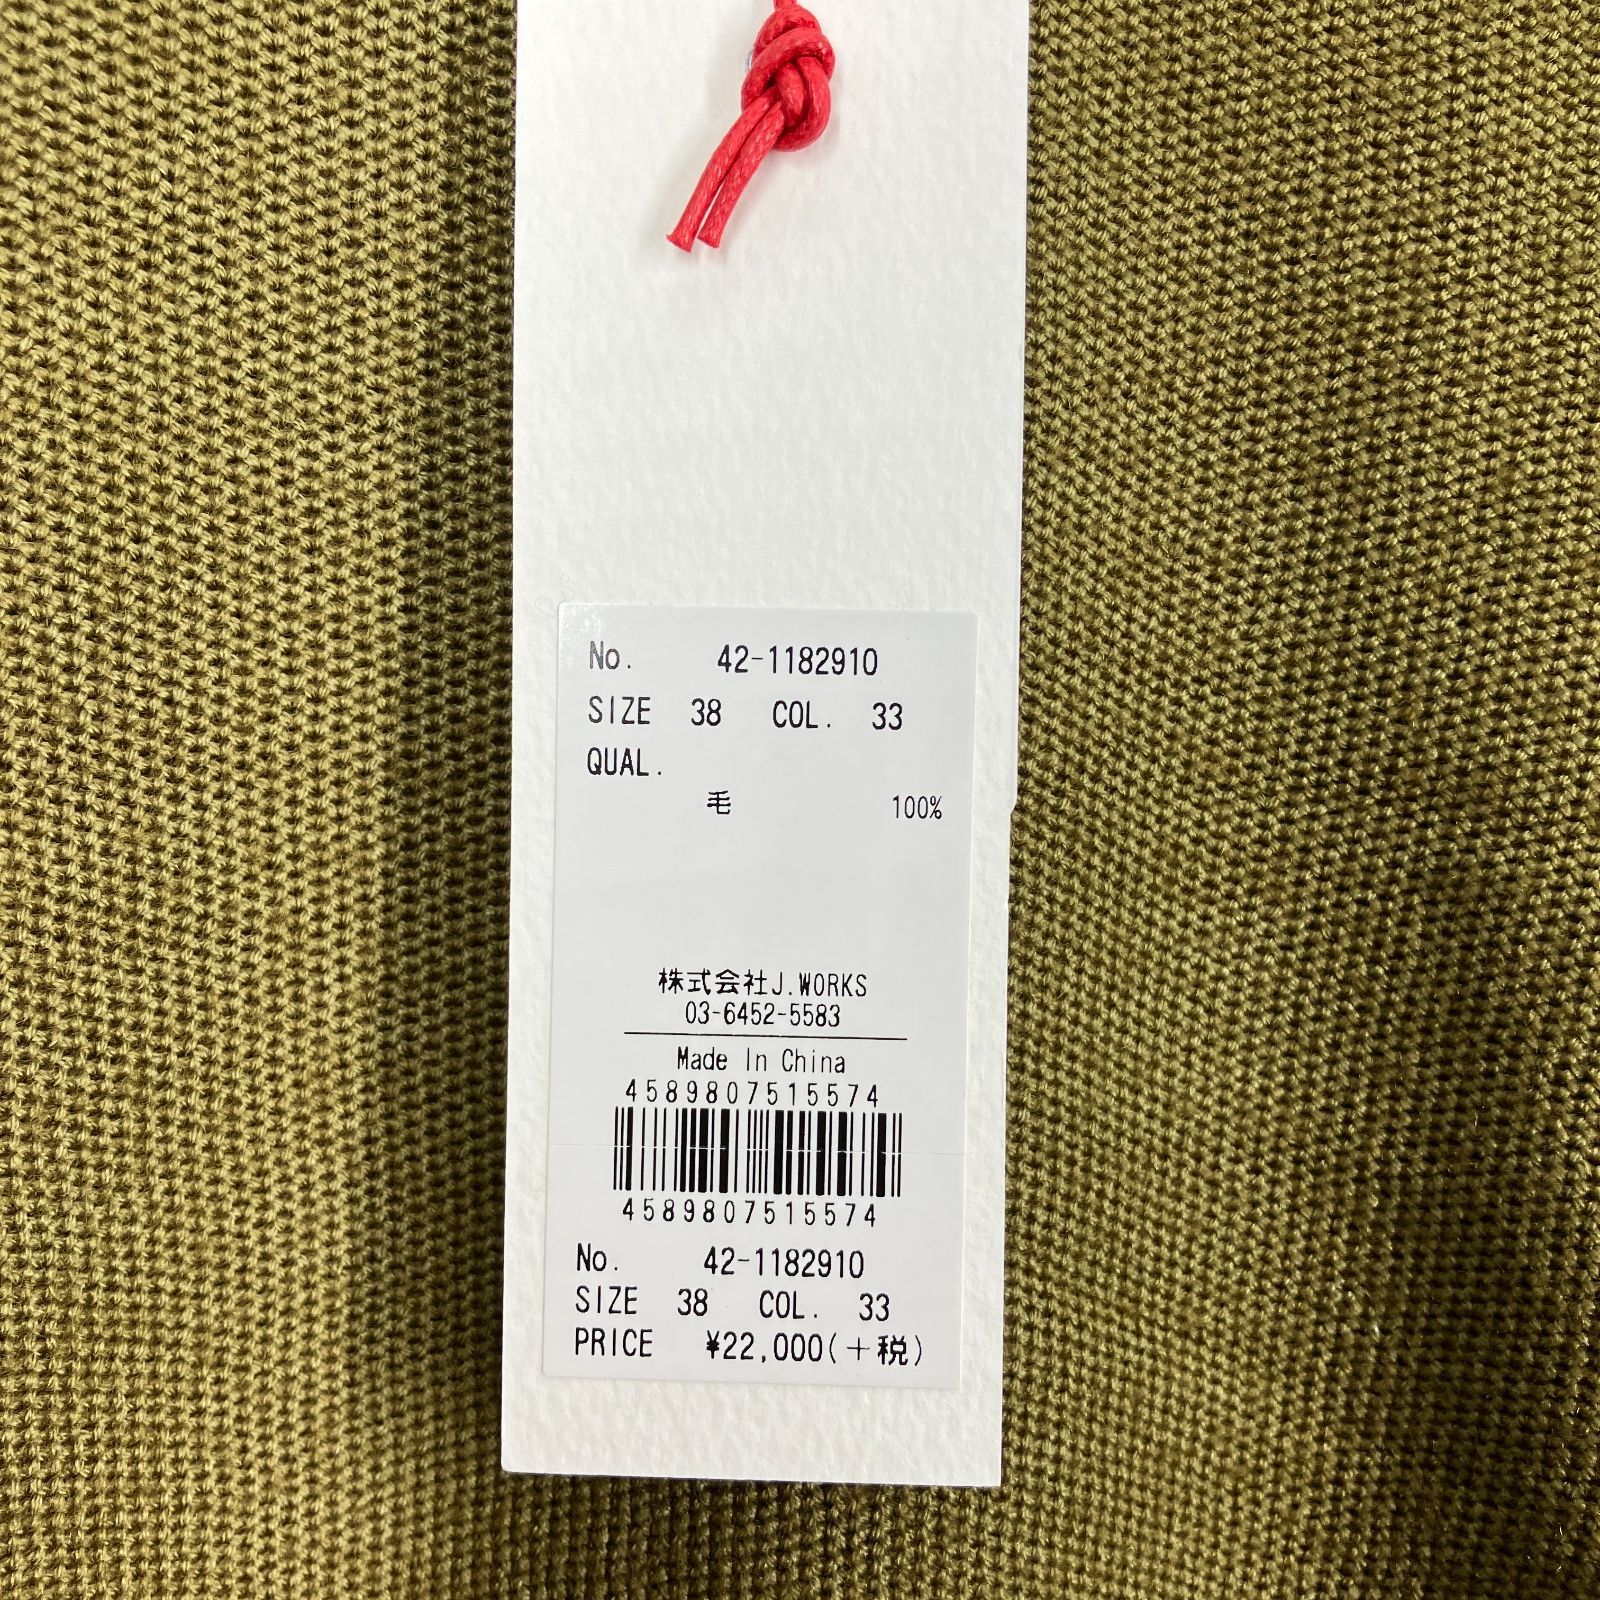 No. 42-1182910
SIZE 38 COL. 33
QUAL.
毛 100%
株式会社J.WORKS
03-6452-5583
Made In China
4589807515574
4589807515574
No. 42-1182910
SIZE 38 COL. 33
PRICE ¥22,000(+税)